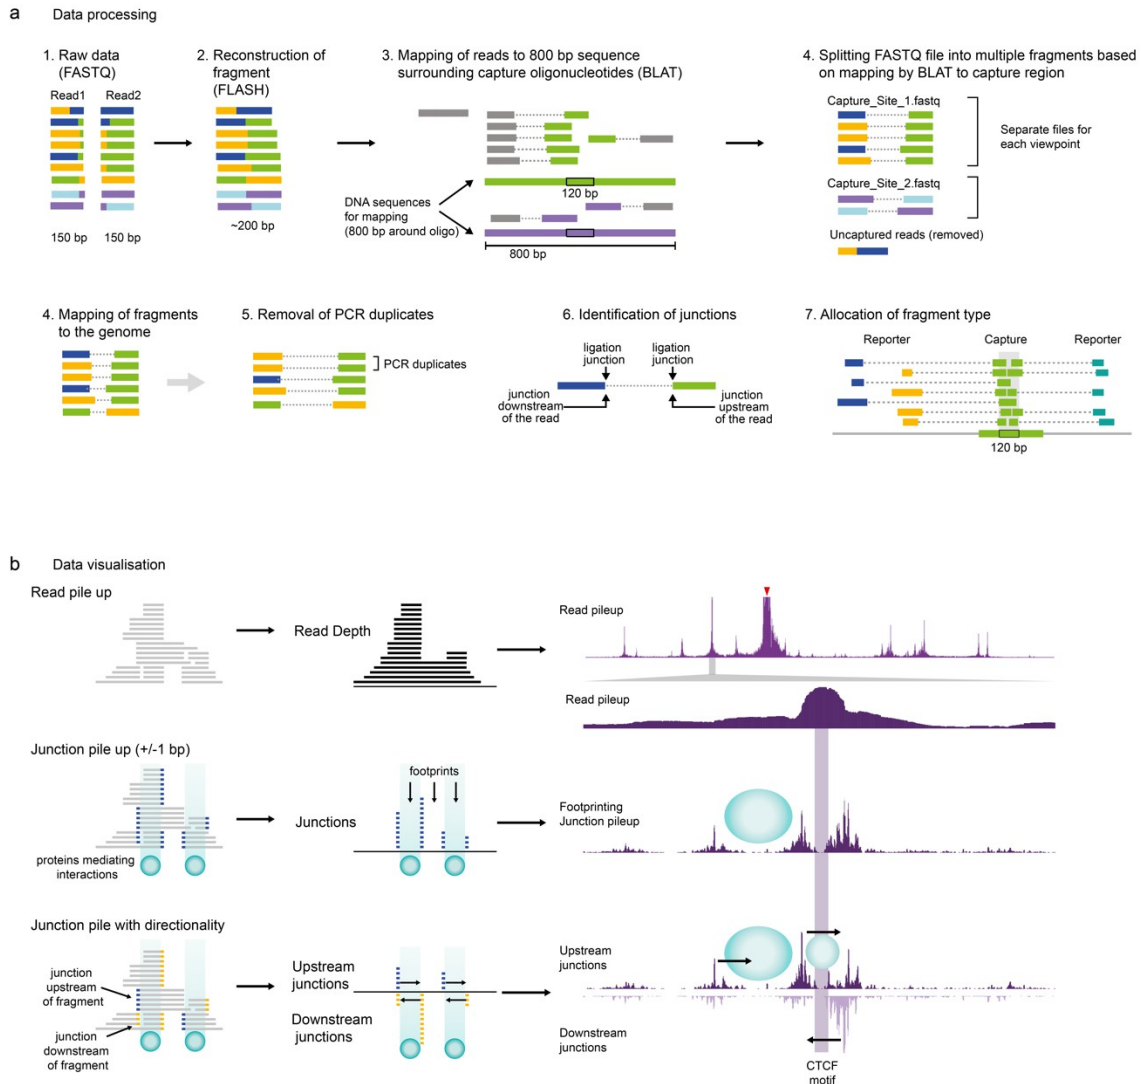 a Data processing
1. Raw data
(FASTQ)
Read1 Read2
150 bp 150 bp
2. Reconstruction of
fragment
(FLASH)
~200 bp
3. Mapping of reads to 800 bp sequence
surrounding capture oligonucleotides (BLAT)
120 bp
DNA sequences
for mapping
(800 bp around oligo)
800 bp
4. Splitting FASTQ file into multiple fragments based
on mapping by BLAT to capture region
Capture_Site_1.fastq
Separate files for
each viewpoint
Capture_Site_2.fastq
Uncaptured reads (removed)
4. Mapping of fragments
to the genome
5. Removal of PCR duplicates
PCR duplicates
6. Identification of junctions
ligation
junction
ligation
junction
junction
downstream
of the read
junction
upstream
of the read
7. Allocation of fragment type
Reporter Capture Reporter
120 bp
b Data visualisation
Read pile up
Read Depth
Read pileup
Read pileup
Junction pile up (+/-1 bp)
proteins mediating
interactions
footprints
Junctions
Footprinting
Junction pileup
Junction pile with directionality
junction
upstream
of fragment
junction
downstream
of fragment
Upstream
junctions
Downstream
junctions
Upstream
junctions
Downstream
junctions
CTCF
motif